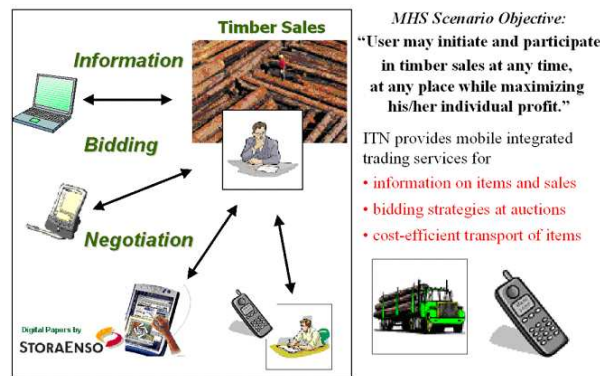 Timber Sales
Information
Bidding
Negotiation
Digital Papers by
STORAENSO
MHS Scenario Objective:
“User may initiate and participate
in timber sales at any time,
at any place while maximizing
his/her individual profit.”
ITN provides mobile integrated
trading services for
• information on items and sales
• bidding strategies at auctions
• cost-efficient transport of items